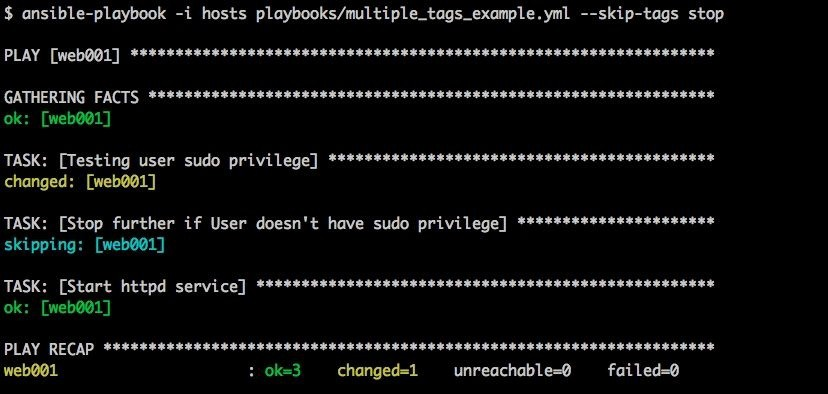 $ ansible-playbook -i hosts playbooks/multiple_tags_example.yml --skip-tags stop
PLAY [web001] *****************************************************************
GATHERING FACTS ***************************************************************
ok: [web001]
TASK: [Testing user sudo privilege] *******************************************
changed: [web001]
TASK: [Stop further if User doesn't have sudo privilege] **********************
skipping: [web001]
TASK: [Start httpd service] ***************************************************
ok: [web001]
PLAY RECAP ********************************************************************
web001                     : ok=3    changed=1    unreachable=0    failed=0